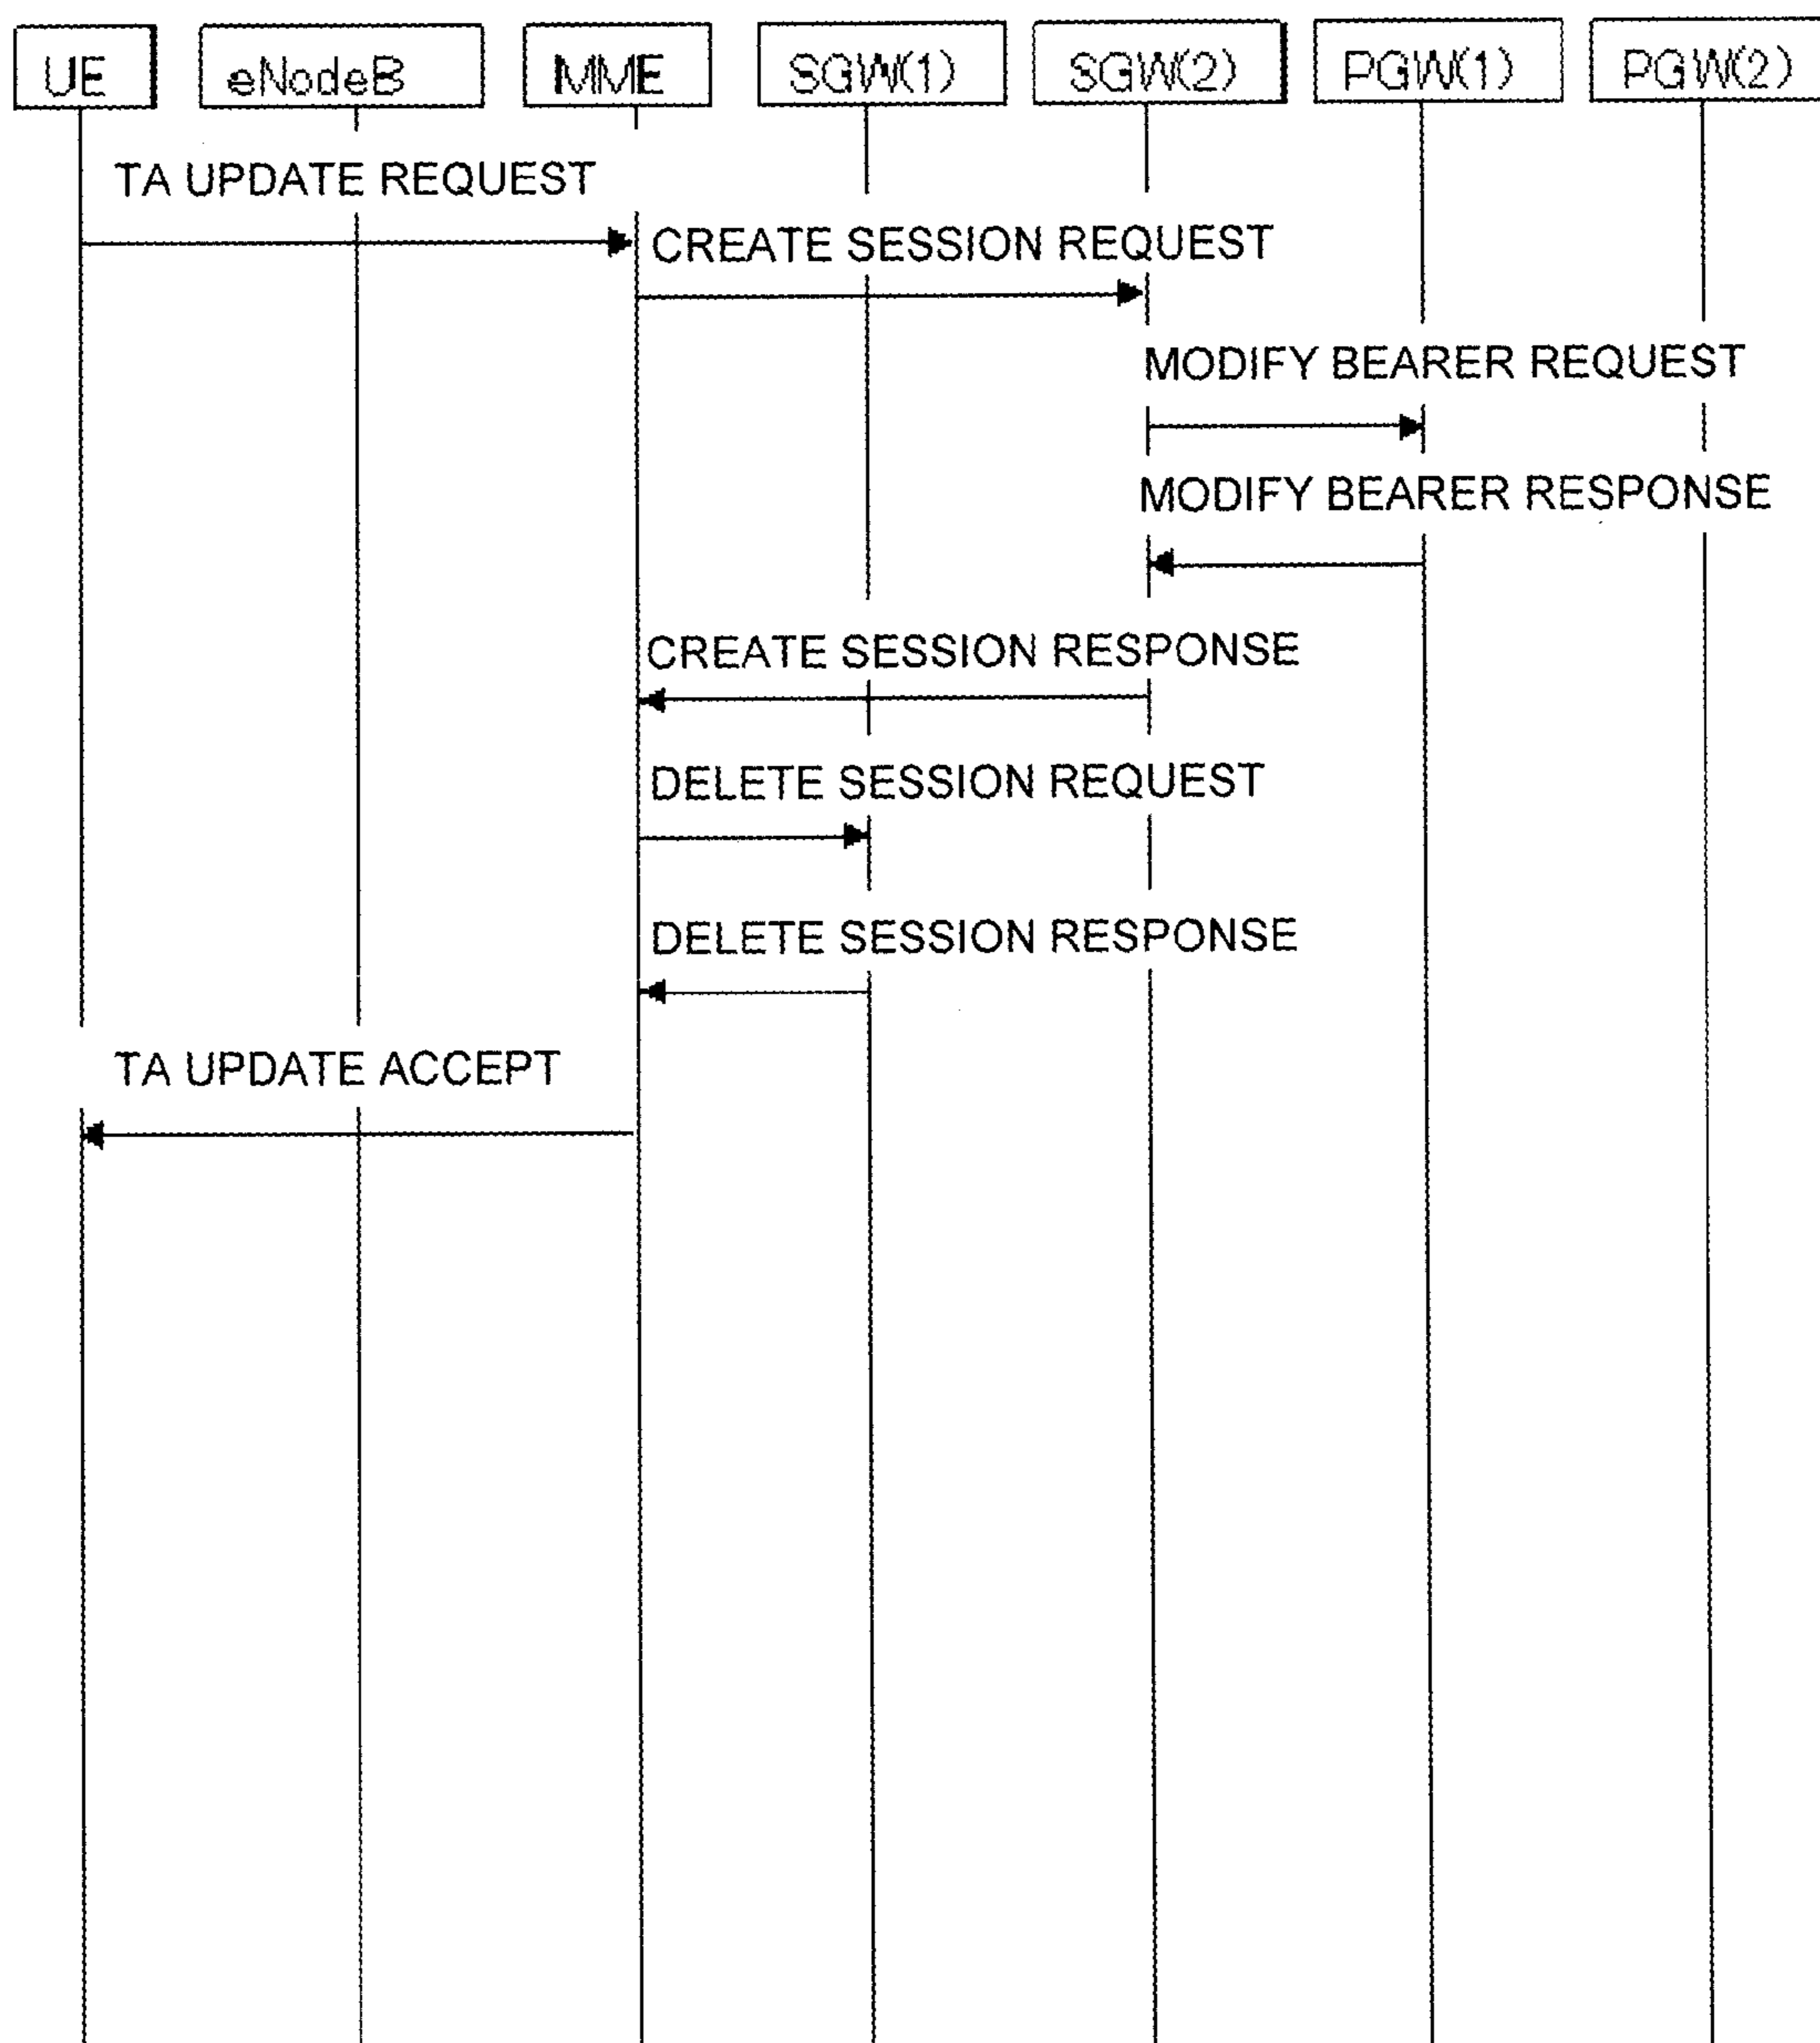 UE eNodeB MME SGW(1) SGW(2) PGW(1) PGW(2)
TA UPDATE REQUEST
CREATE SESSION REQUEST
MODIFY BEARER REQUEST
MODIFY BEARER RESPONSE
CREATE SESSION RESPONSE
DELETE SESSION REQUEST
DELETE SESSION RESPONSE
TA UPDATE ACCEPT